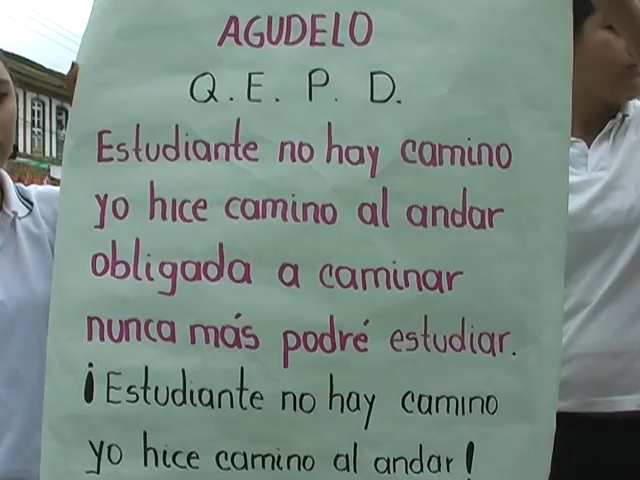 AGUDELO
Q.E.P.D.
Estudiante no hay camino
yo hice camino al andar
obligada a caminar
nunca más podré estudiar.
¡Estudiante no hay camino
yo hice camino al andar!